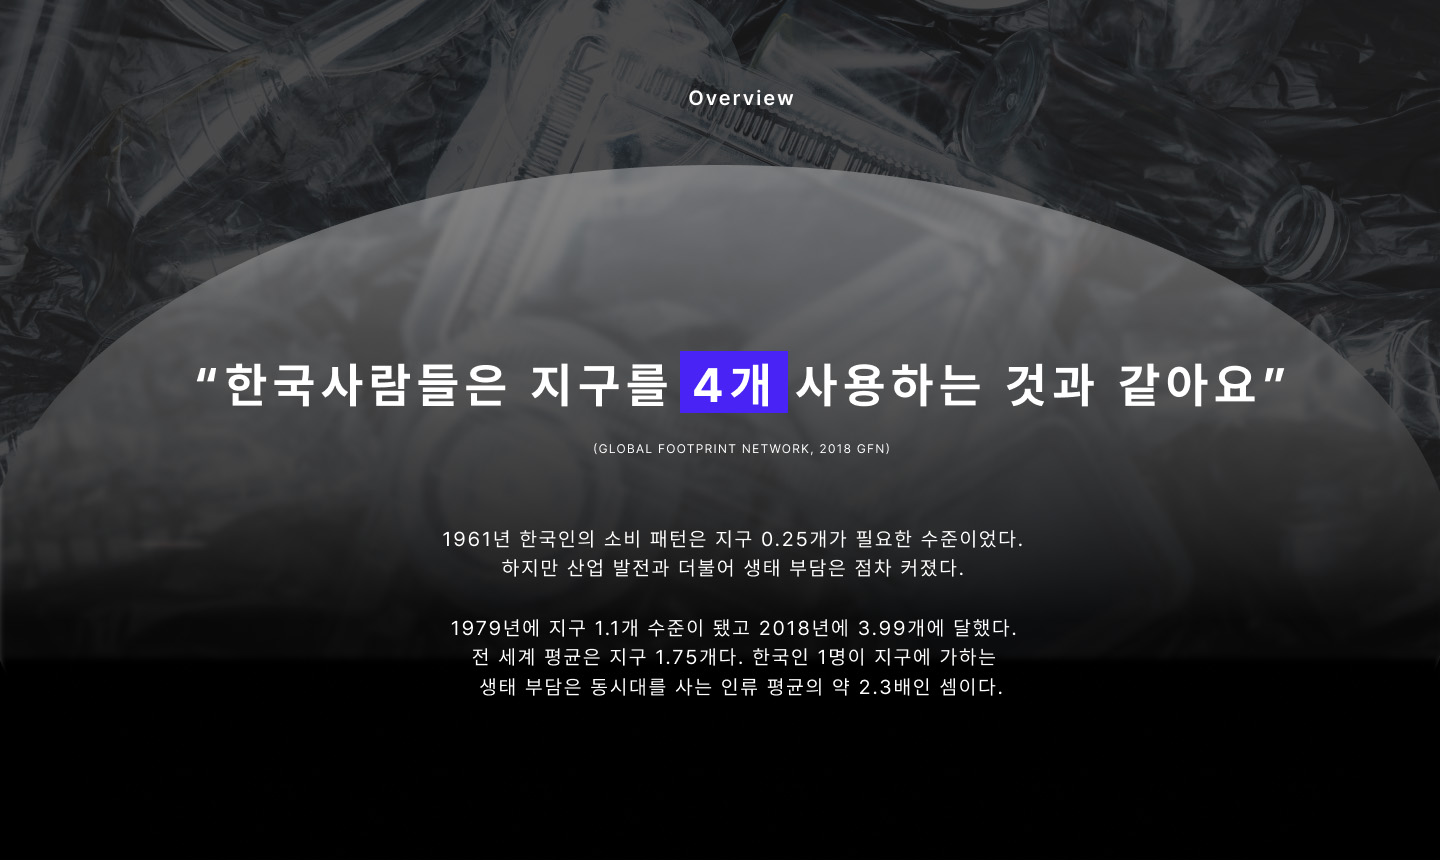 Overview
“한국사람들은 지구를 4개 사용하는 것과 같아요”
(GLOBAL FOOTPRINT NETWORK, 2018 GFN)
1961년 한국인의 소비 패턴은 지구 0.25개가 필요한 수준이었다.
하지만 산업 발전과 더불어 생태 부담은 점차 커졌다.
1979년에 지구 1.1개 수준이 됐고 2018년에 3.99개에 달했다.
전 세계 평균은 지구 1.75개다. 한국인 1명이 지구에 가하는
생태 부담은 동시대를 사는 인류 평균의 약 2.3배인 셈이다.